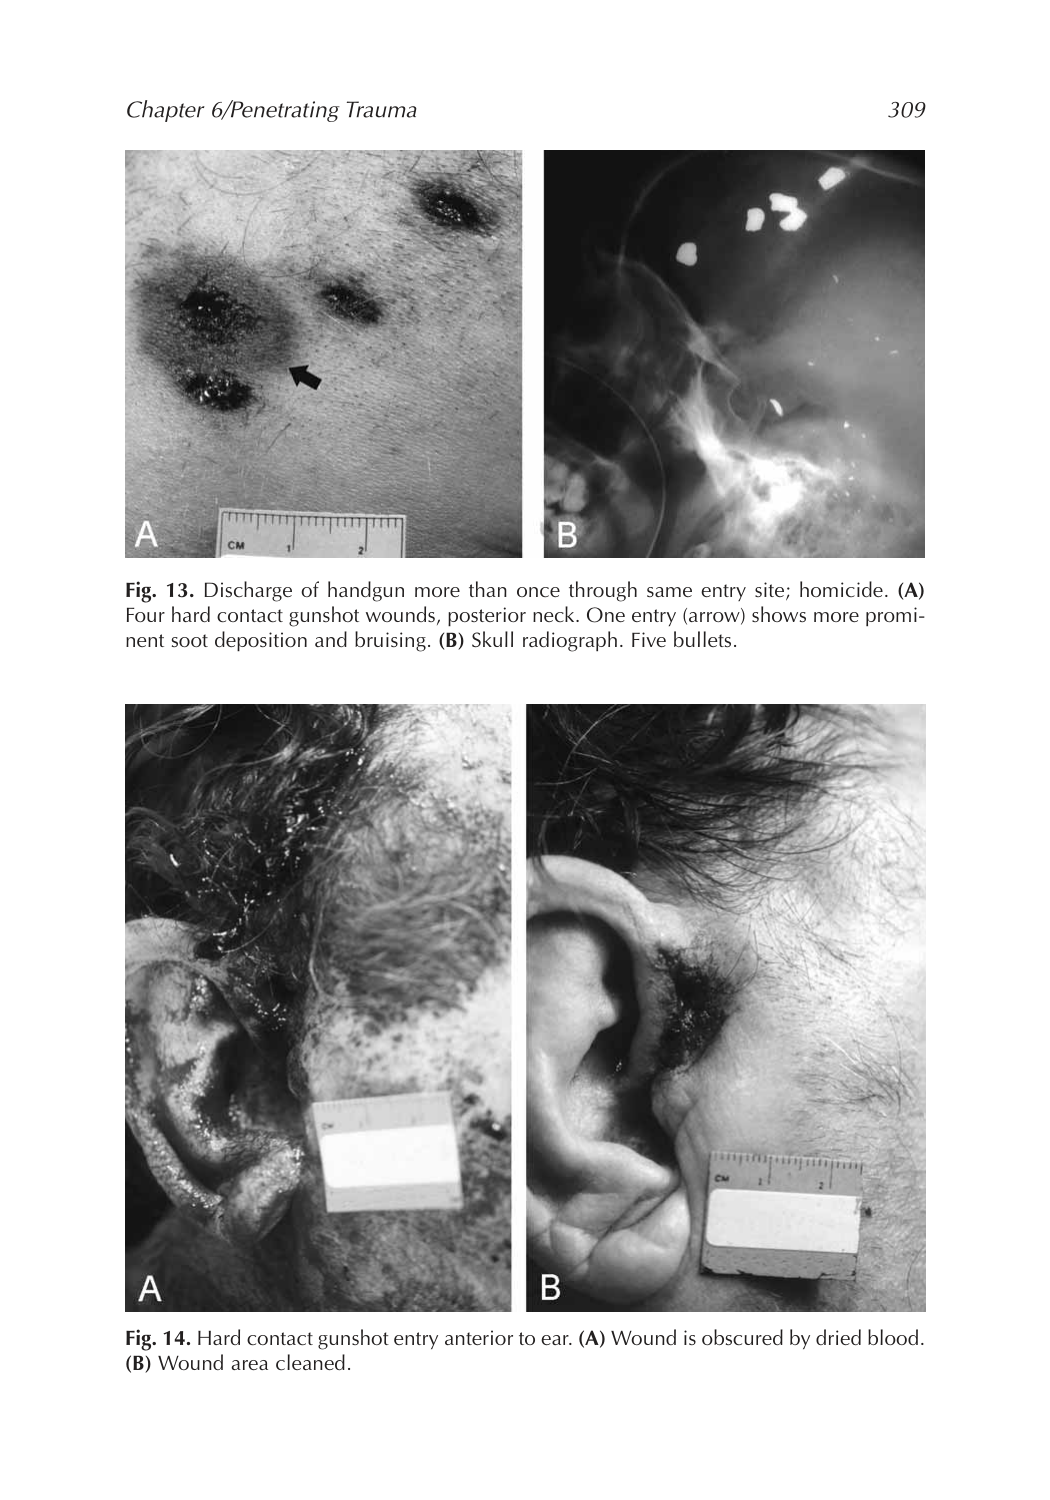 Chapter 6/Penetrating Trauma 309
A
CM 1 2
B
Fig. 13. Discharge of handgun more than once through same entry site; homicide. (A)
Four hard contact gunshot wounds, posterior neck. One entry (arrow) shows more promi-
nent soot deposition and bruising. (B) Skull radiograph. Five bullets.
CM
A
CM 1 2
B
Fig. 14. Hard contact gunshot entry anterior to ear. (A) Wound is obscured by dried blood.
(B) Wound area cleaned.